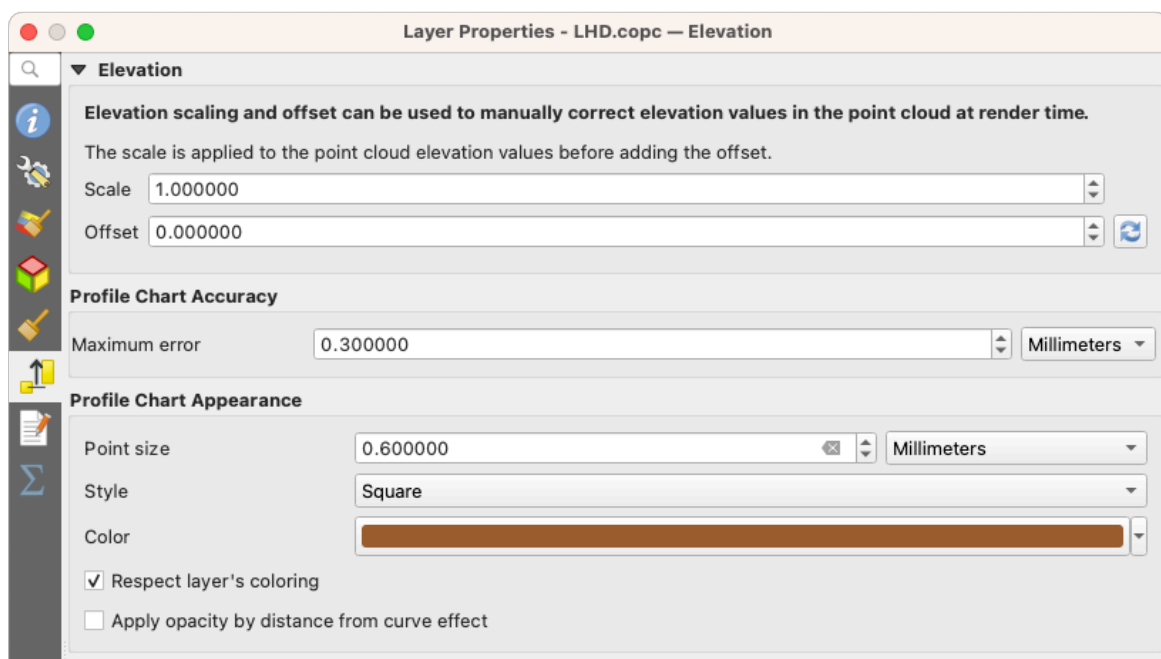 Layer Properties - LHD.copc — Elevation
Elevation
Elevation scaling and offset can be used to manually correct elevation values in the point cloud at render time.
The scale is applied to the point cloud elevation values before adding the offset.
Scale 1.000000
Offset 0.000000
Profile Chart Accuracy
Maximum error 0.300000 Millimeters
Profile Chart Appearance
Point size 0.600000 Millimeters
Style Square
Color
Respect layer's coloring
Apply opacity by distance from curve effect